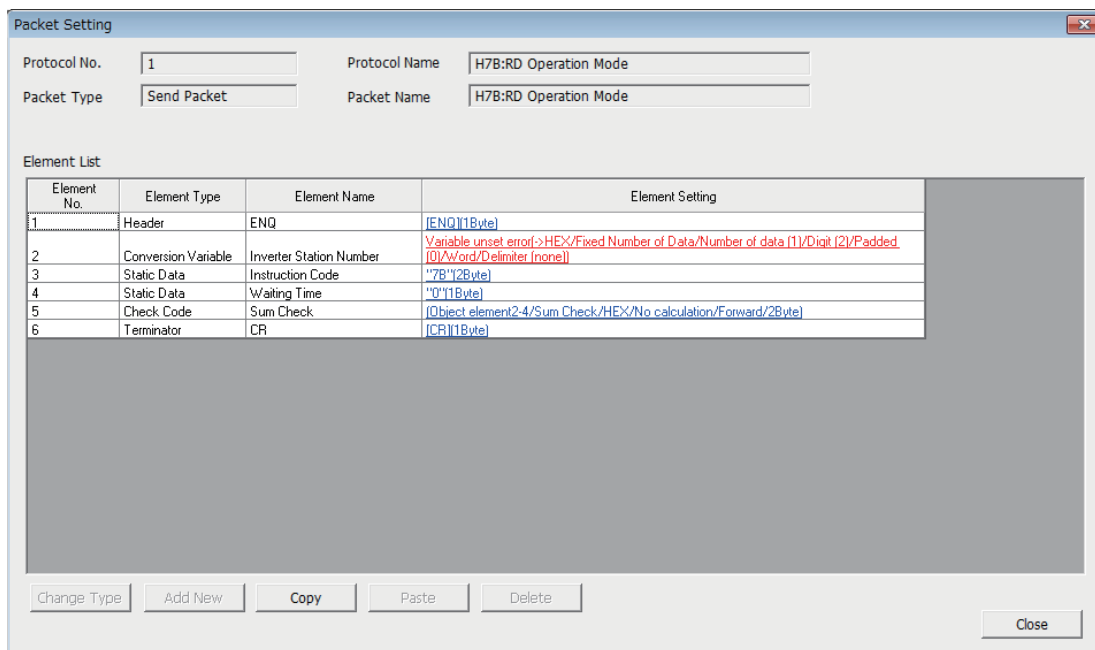 Packet Setting
Protocol No. 1 Protocol Name H7B:RD Operation Mode
Packet Type Send Packet Packet Name H7B:RD Operation Mode
Element List
Element No. Element Type Element Name Element Setting
1 Header ENQ [ENQ](1Byte)
2 Conversion Variable Inverter Station Number Variable unset error(->HEX/Fixed Number of Data/Number of data (1)/Digit (2)/Padded
(0)/Word/Delimiter (none))
3 Static Data Instruction Code "7B"(2Byte)
4 Static Data Waiting Time "0"(1Byte)
5 Check Code Sum Check (Object element2-4/Sum Check/HEX/No calculation/Forward/2Byte)
6 Terminator CR [CR](1Byte)
Change Type Add New Copy Paste Delete
Close